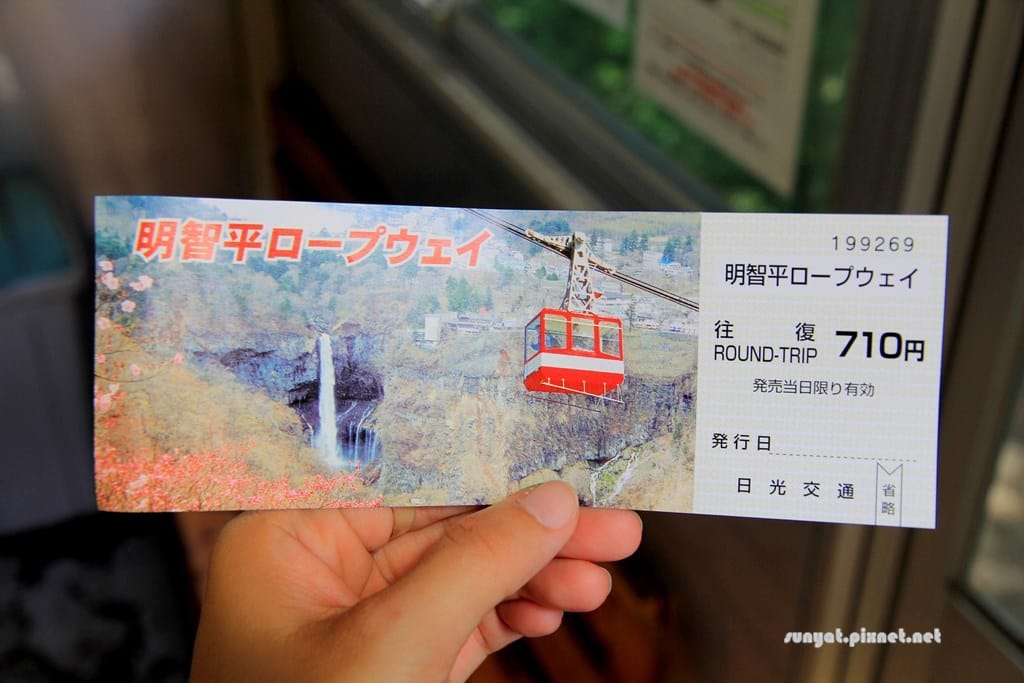 明智平ロープウェイ
199269
明智平ロープウェイ
往 復 710円
ROUND-TRIP
発売当日限り有効
発行日
日光交通
省略
sunyat.pixnet.net